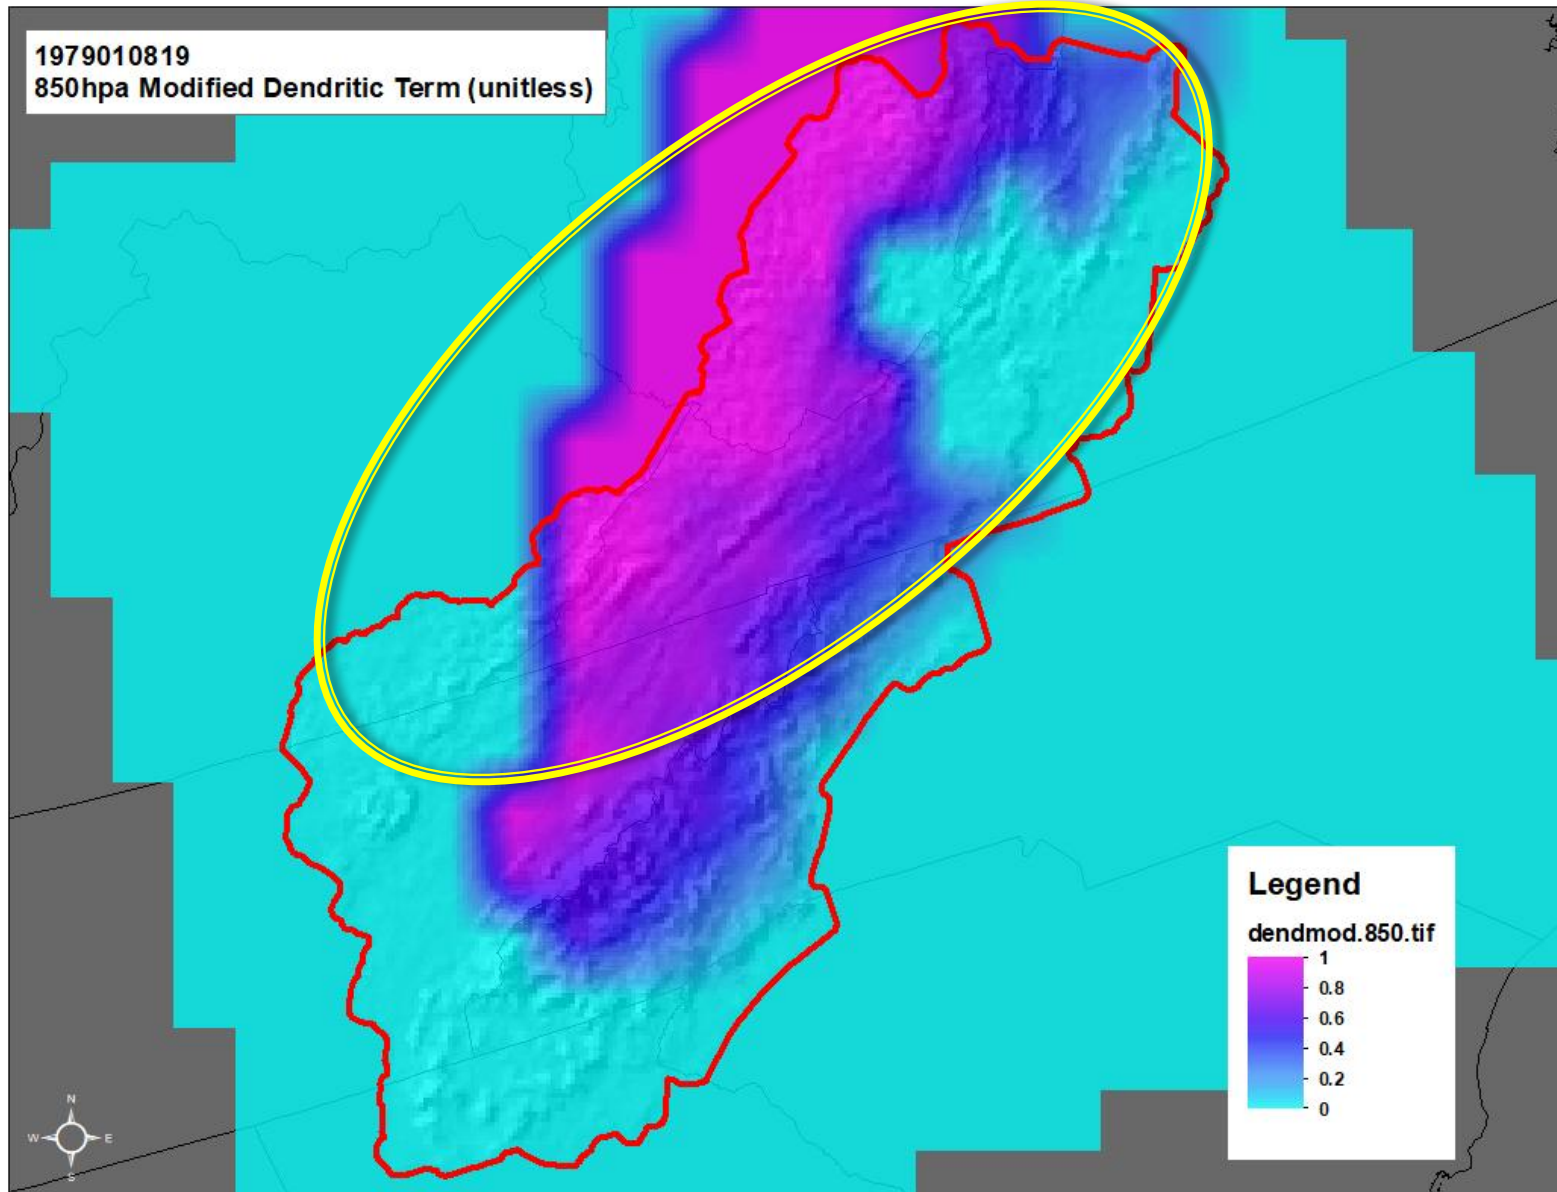 1979010819
850hpa Modified Dendritic Term (unitless)
Legend
dendmod.850.tif
1
0.8
0.6
0.4
0.2
0
N
W
E
S